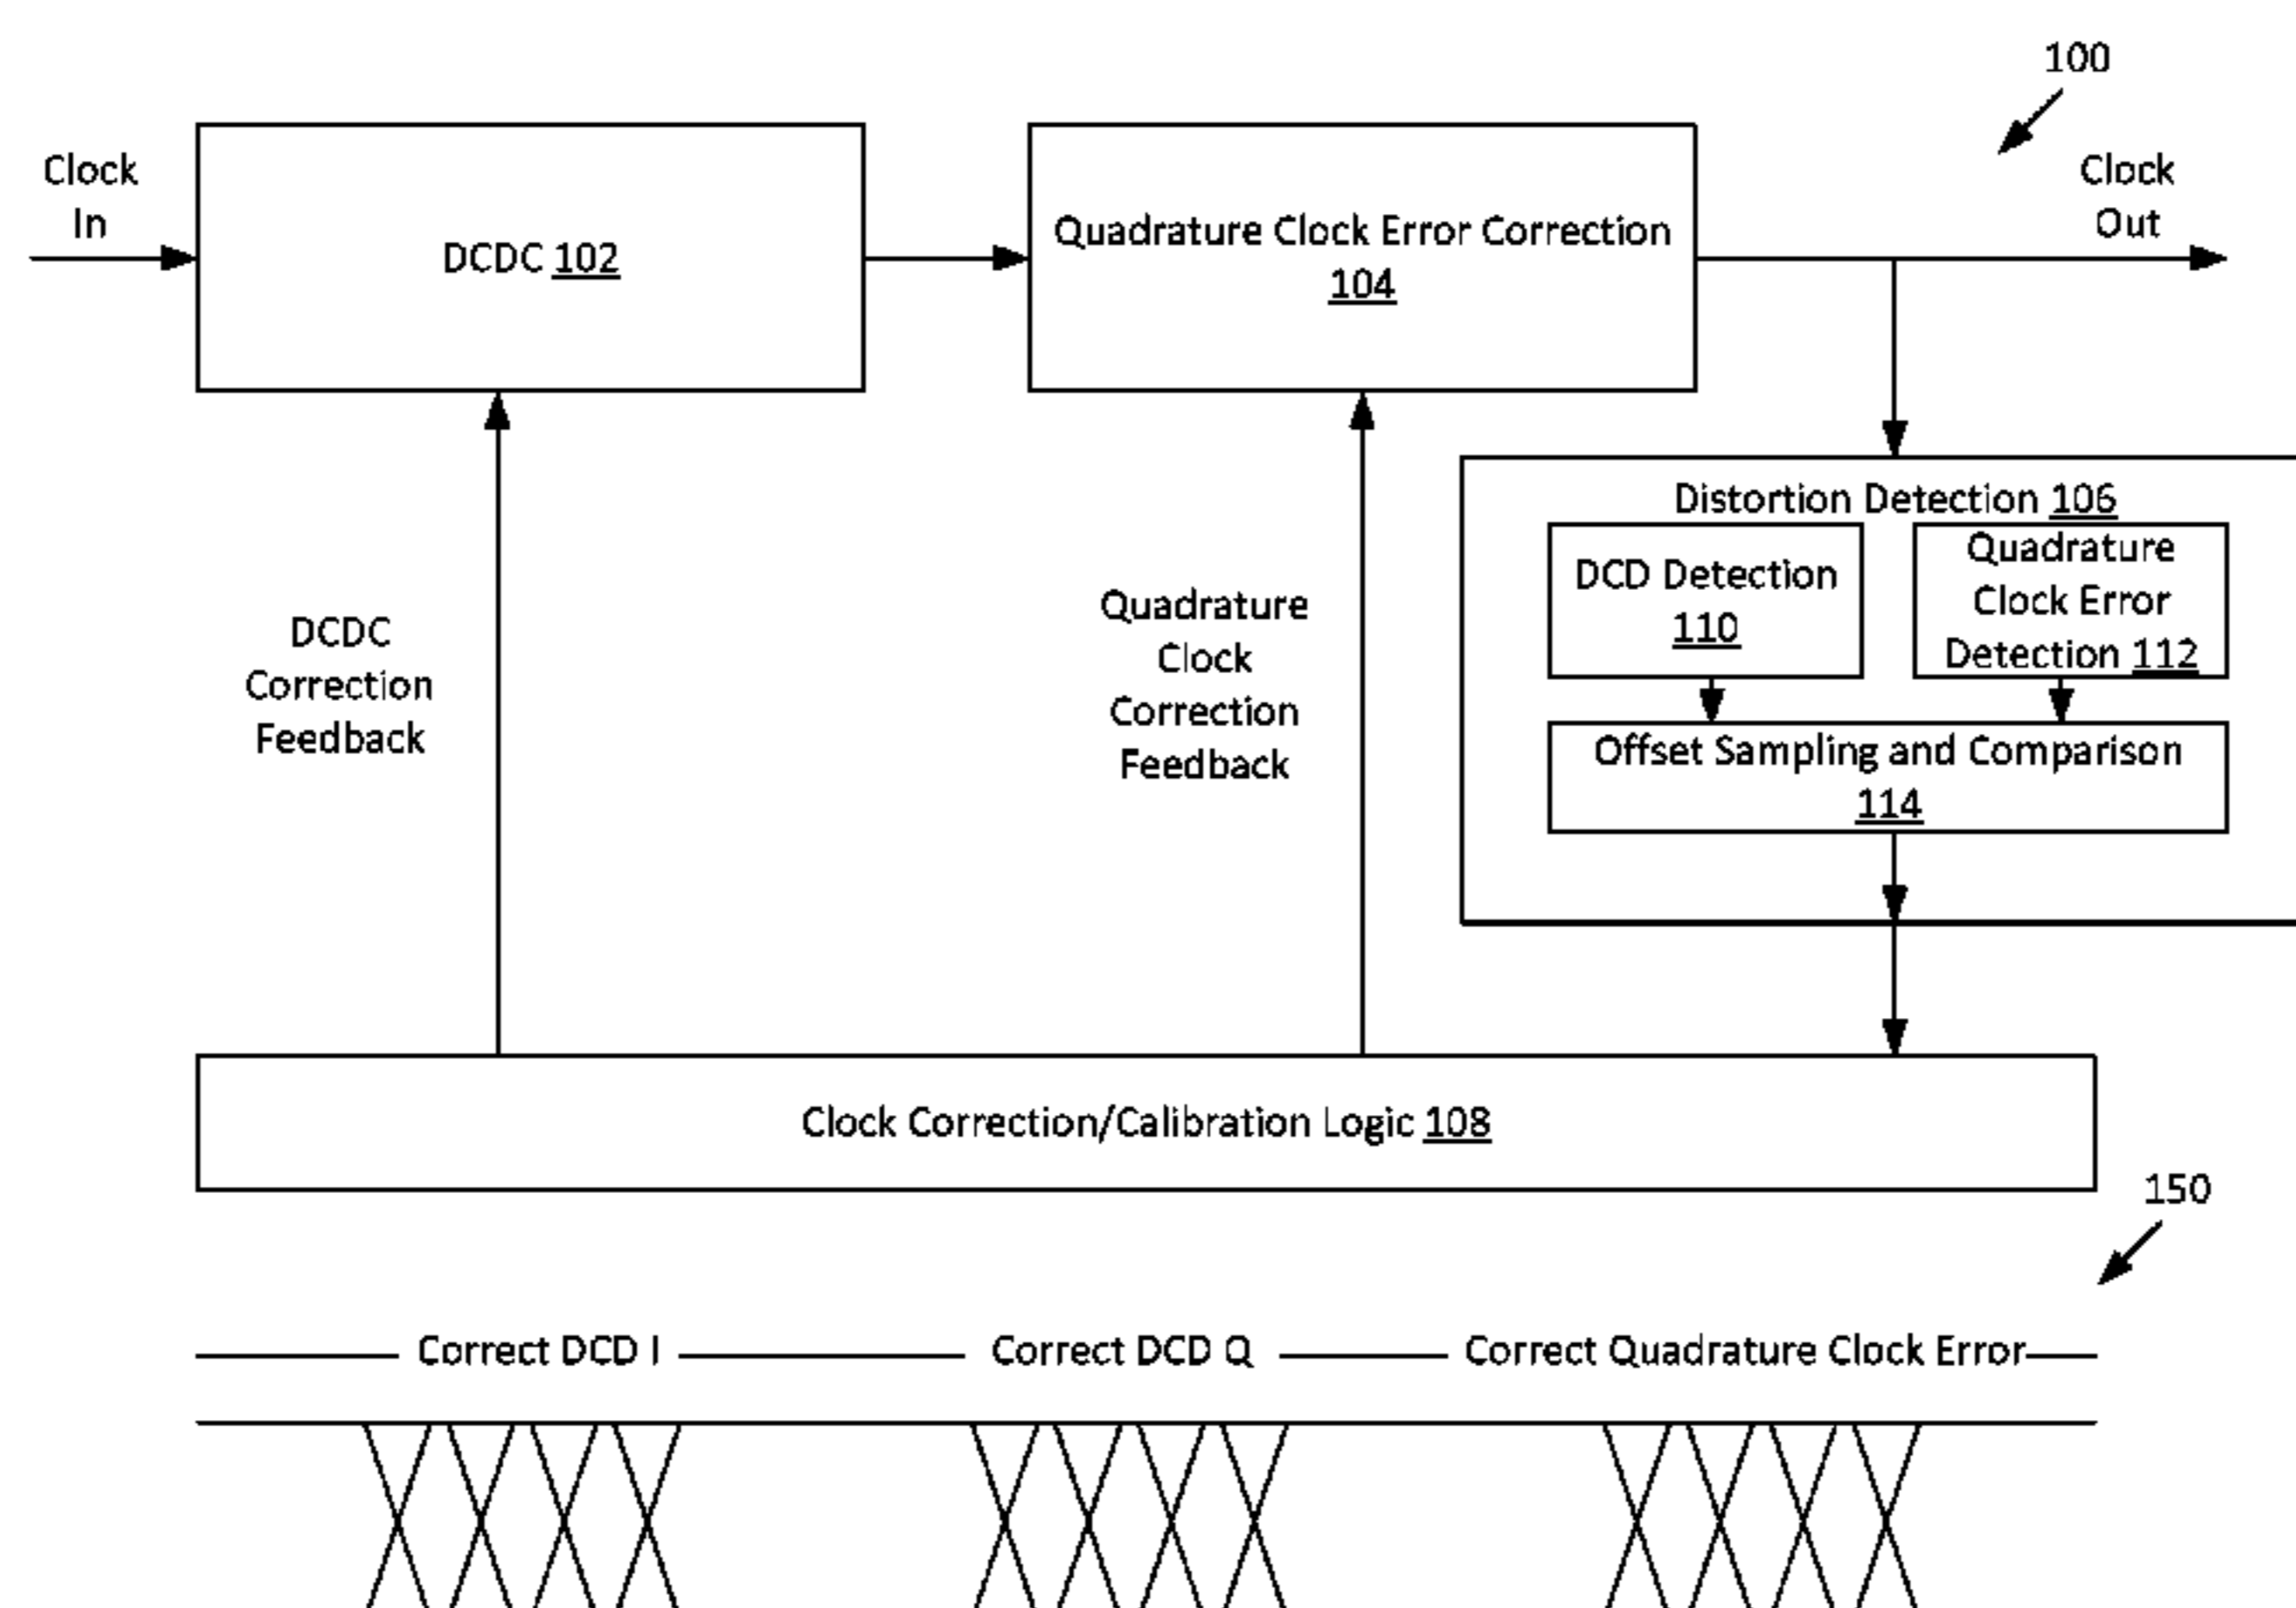 100
Clock
In
DCDC 102
Quadrature Clock Error Correction
104
Clock
Out
Distortion Detection 106
DCD Detection
110
Quadrature
Clock Error
Detection 112
Offset Sampling and Comparison
114
DCDC
Correction
Feedback
Quadrature
Clock
Correction
Feedback
Clock Correction/Calibration Logic 108
150
Correct DCD I
Correct DCD Q
Correct Quadrature Clock Error